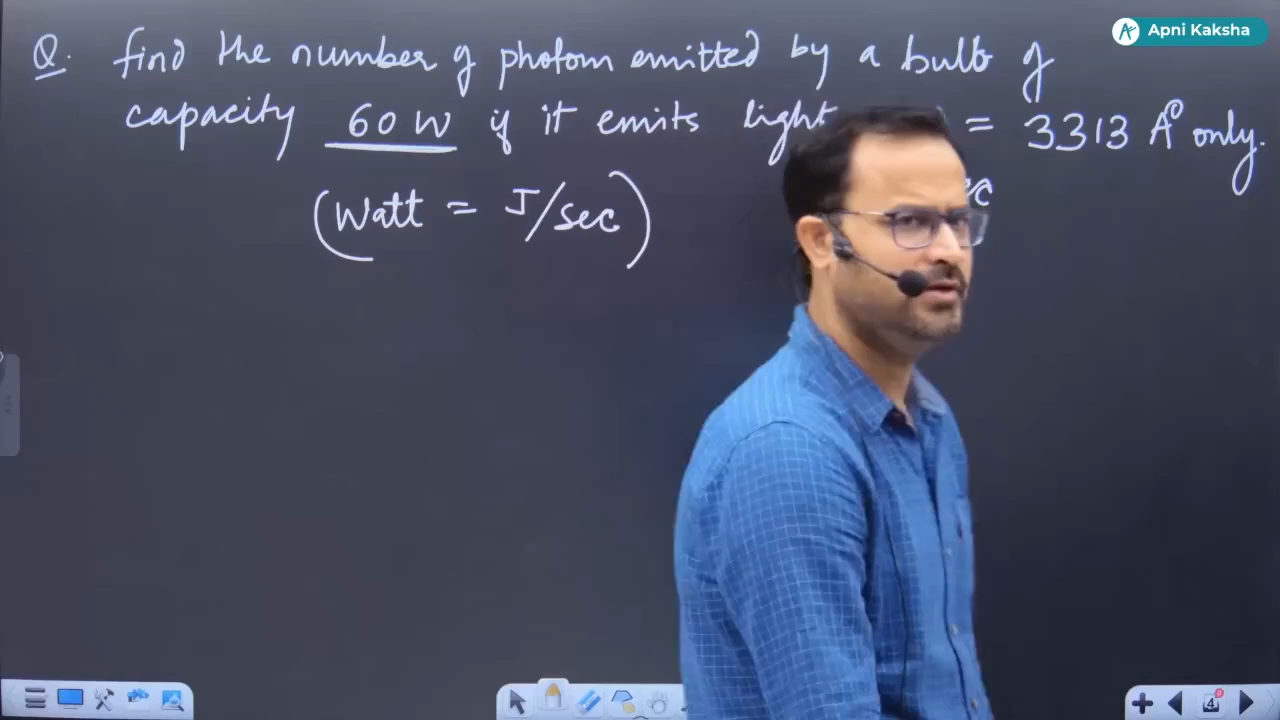 Apni Kaksha
Q. find the number of photom emitted by a bulb of
capacity 60 W if it emits light = 3313 A° only.
(Watt = J/sec)